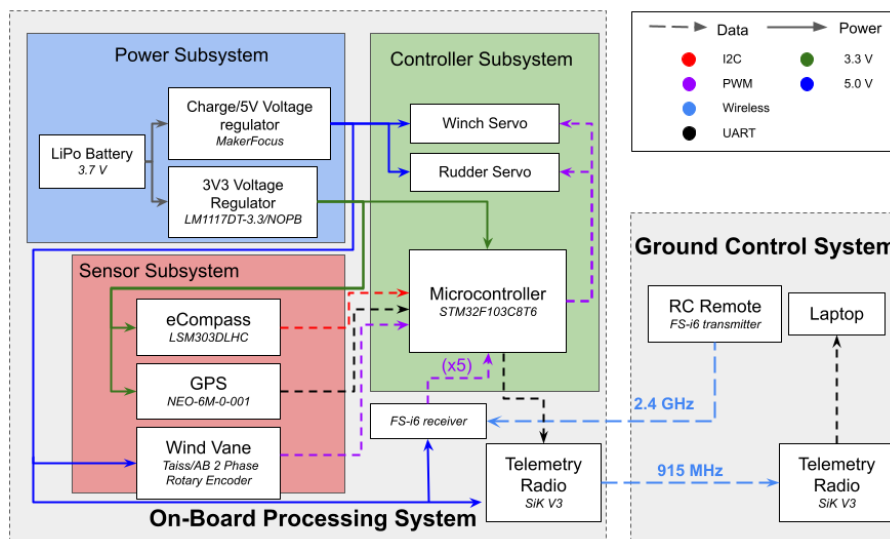 Power Subsystem
Charge/5V Voltage
regulator
MakerFocus
LiPo Battery
3.7 V
3V3 Voltage
Regulator
LM1117DT-3.3/NOPB
Controller Subsystem
Winch Servo
Rudder Servo
Microcontroller
STM32F103C8T6
Sensor Subsystem
eCompass
LSM303DLHC
GPS
NEO-6M-0-001
Wind Vane
Taiss/AB 2 Phase
Rotary Encoder
(x5)
FS-i6 receiver
Telemetry
Radio
SiK V3
On-Board Processing System
Data
Power
I2C
3.3 V
PWM
5.0 V
Wireless
UART
Ground Control System
RC Remote
FS-i6 transmitter
Laptop
2.4 GHz
915 MHz
Telemetry
Radio
SiK V3